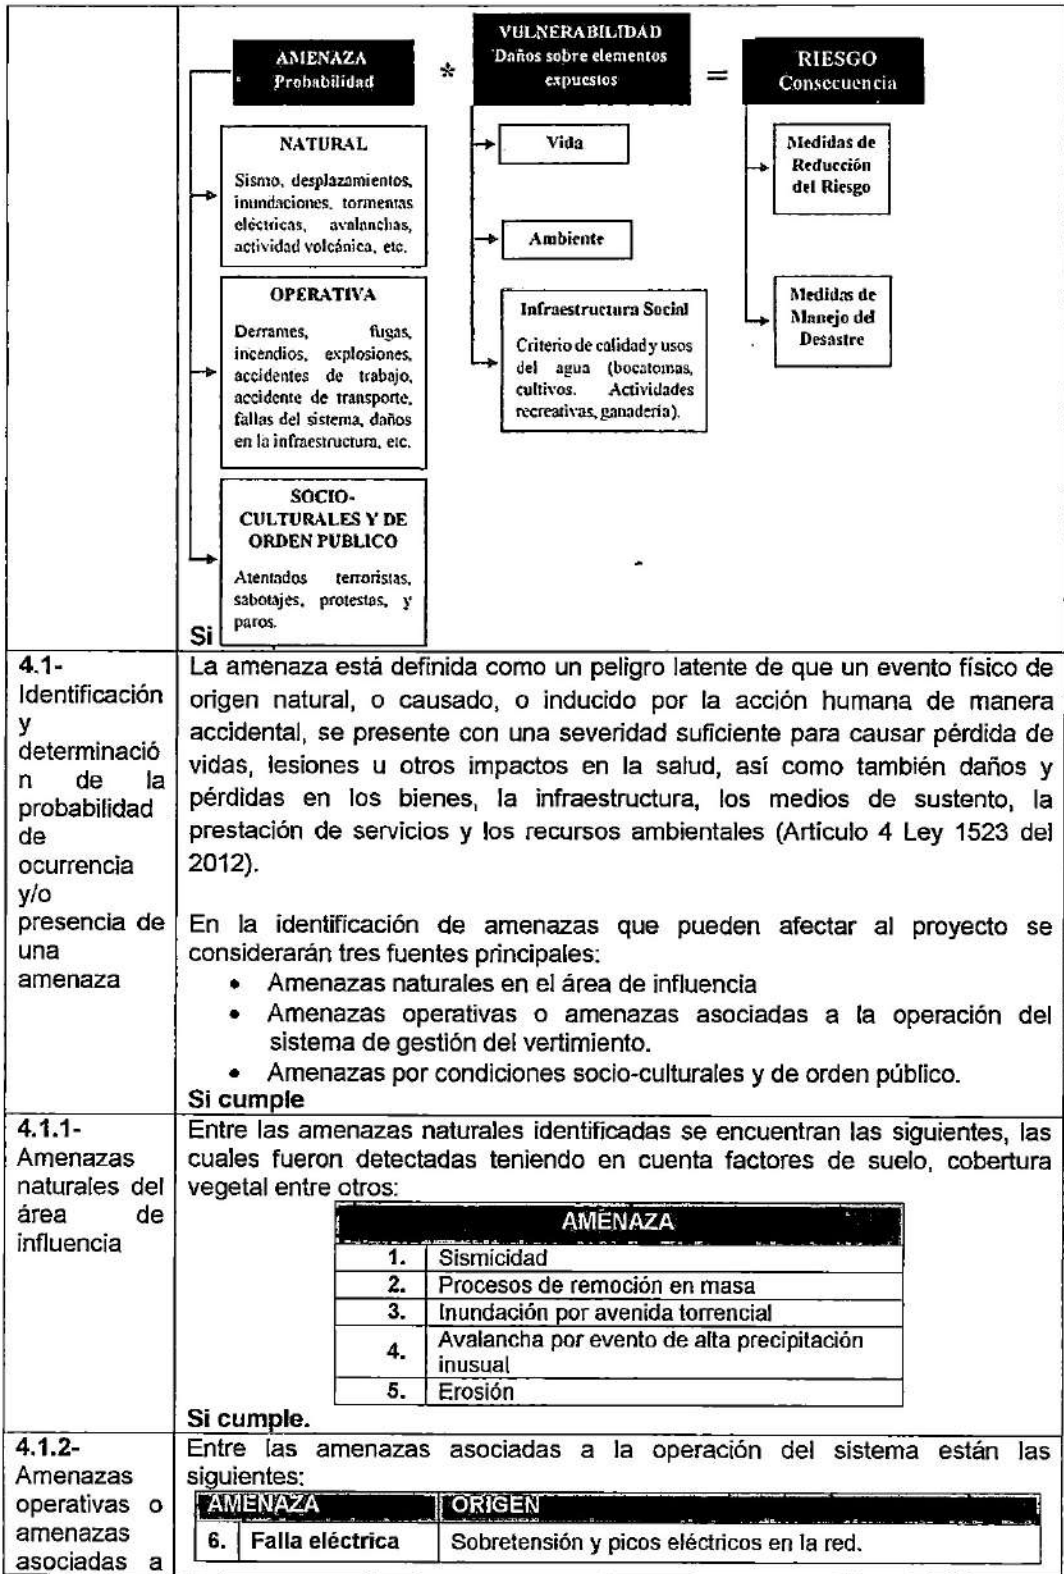 AMENAZA
Probabilidad
*
VULNERABILIDAD
Daños sobre elementos
expuestos
=
RIESGO
Consecuencia
NATURAL
Sismo, desplazamientos,
inundaciones, tormentas
eléctricas, avalanchas,
actividad volcánica, etc.
OPERATIVA
Derrames, fugas,
incendios, explosiones,
accidentes de trabajo,
accidente de transporte,
fallas del sistema, daños
en la infraestructura, etc.
SOCIO-
CULTURALES Y DE
ORDEN PUBLICO
Atentados terroristas,
sabotajes, protestas, y
paros.
Vida
Ambiente
Infraestructura Social
Criterio de calidad y usos
del agua (bocatomas,
cultivos. Actividades
recreativas, ganadería).
Medidas de
Reducción
del Riesgo
Medidas de
Manejo del
Desastre
Si
4.1-
Identificación
y
determinació
n de la
probabilidad
de
ocurrencia
y/o
presencia de
una
amenaza
La amenaza está definida como un peligro latente de que un evento físico de
origen natural, o causado, o inducido por la acción humana de manera
accidental, se presente con una severidad suficiente para causar pérdida de
vidas, lesiones u otros impactos en la salud, así como también daños y
pérdidas en los bienes, la infraestructura, los medios de sustento, la
prestación de servicios y los recursos ambientales (Artículo 4 Ley 1523 del
2012).
En la identificación de amenazas que pueden afectar al proyecto se
considerarán tres fuentes principales:
• Amenazas naturales en el área de influencia
• Amenazas operativas o amenazas asociadas a la operación del
sistema de gestión del vertimiento.
• Amenazas por condiciones socio-culturales y de orden público.
Si cumple
4.1.1-
Amenazas
naturales del
área de
influencia
Entre las amenazas naturales identificadas se encuentran las siguientes, las
cuales fueron detectadas teniendo en cuenta factores de suelo, cobertura
vegetal entre otros:
AMENAZA
1. Sismicidad
2. Procesos de remoción en masa
3. Inundación por avenida torrencial
4. Avalancha por evento de alta precipitación
inusual
5. Erosión
Si cumple.
4.1.2-
Amenazas
operativas o
amenazas
asociadas a
Entre las amenazas asociadas a la operación del sistema están las
siguientes:
AMENAZA ORIGEN
6. Falla eléctrica Sobretensión y picos eléctricos en la red.